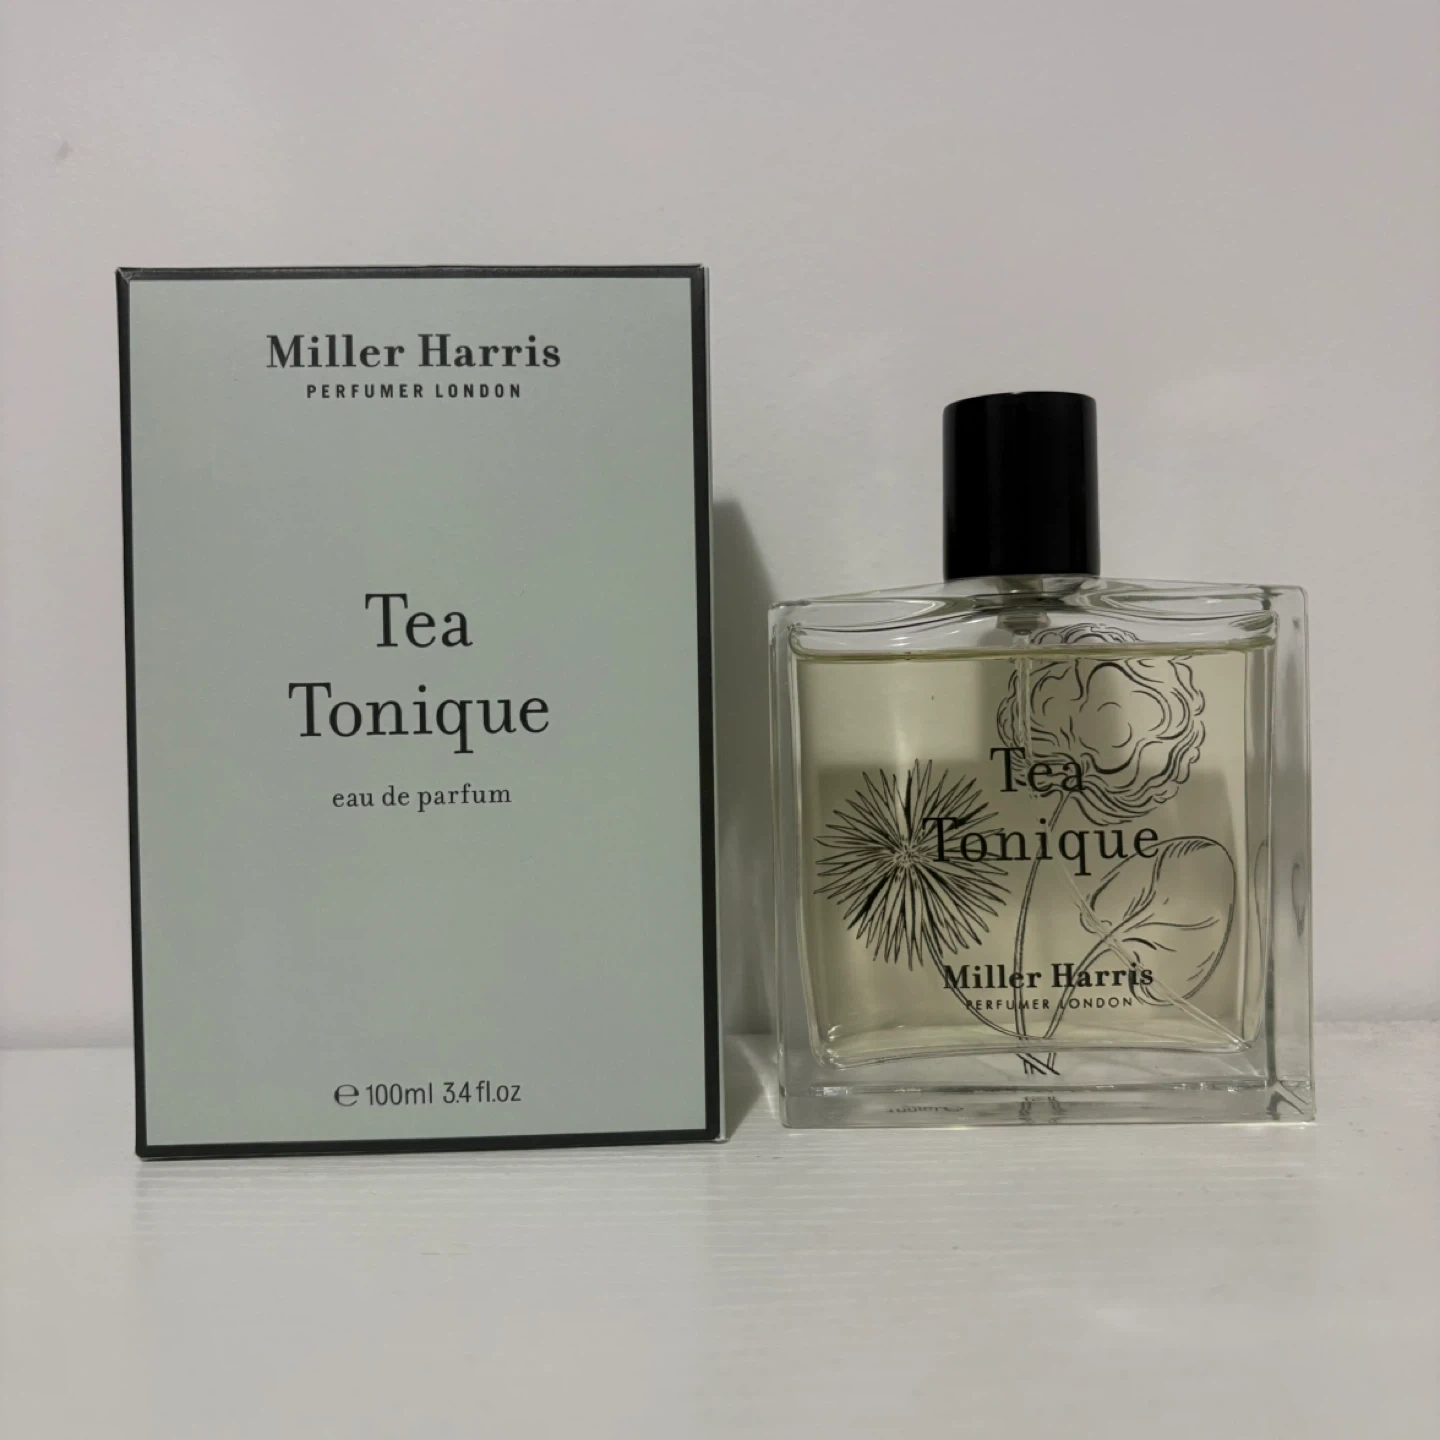 Miller Harris
PERFUMER LONDON
Tea
Tonique
eau de parfum
℮ 100ml 3.4 fl.oz
Tea
Tonique
Miller Harris
PERFUMER LONDON